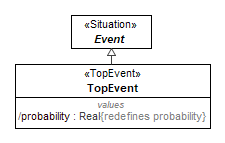 «Situation»
Event
«TopEvent»
TopEvent
values
/probability : Real{redefines probability}